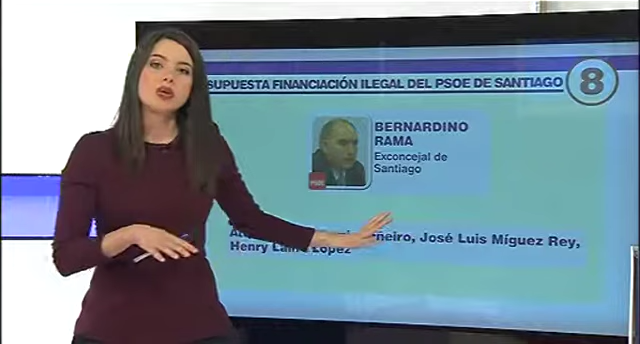 SUPUESTA FINANCIACIÓN ILEGAL DEL PSOE DE SANTIAGO 8
BERNARDINO
RAMA
Exconcejal de
Santiago
PSOE
José Luis Míguez Rey,
Henry López